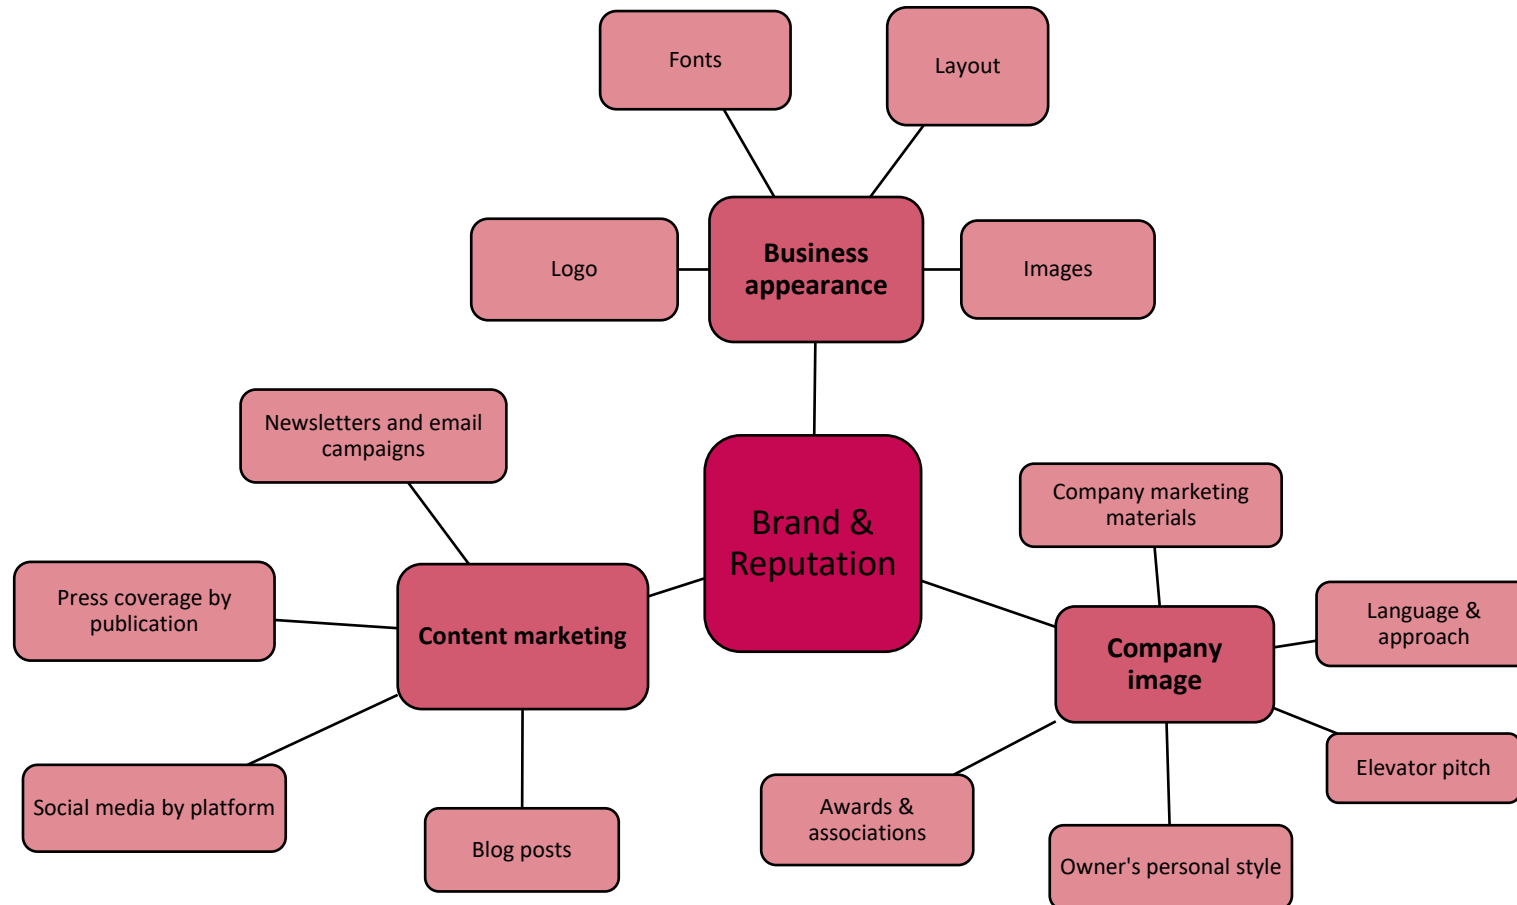 Fonts
Layout
Business
appearance
Logo
Images
Newsletters and email
campaigns
Brand &
Reputation
Company marketing
materials
Press coverage by
publication
Content marketing
Language &
approach
Company
image
Social media by platform
Blog posts
Awards &
associations
Elevator pitch
Owner's personal style